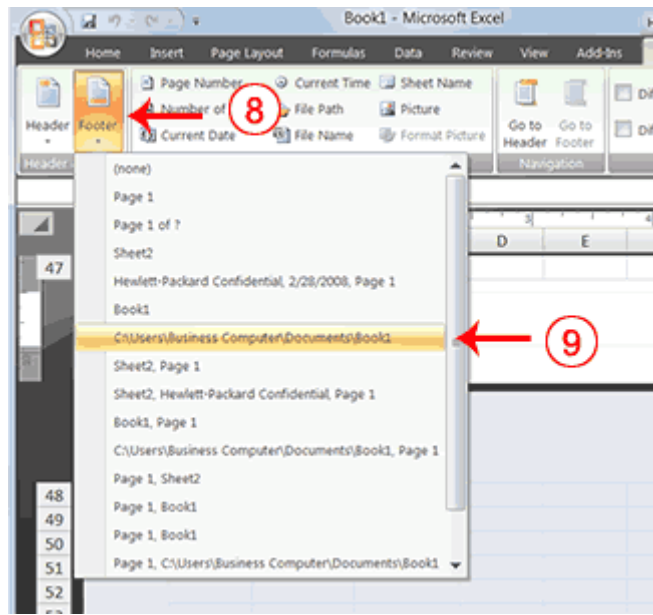 Book1 - Microsoft Excel
Home Insert Page Layout Formulas Data Review View Add-Ins
Header Footer
Page Number Current Time Sheet Name
Number of File Path Picture
Current Date File Name Format Picture
Go to Header Go to Footer
Header Navigation
8
(none)
Page 1
Page 1 of ?
Sheet2
Hewlett-Packard Confidential, 2/28/2008, Page 1
Book1
C:\Users\Business Computer\Documents\Book1
9
Sheet2, Page 1
Sheet2, Hewlett-Packard Confidential, Page 1
Book1, Page 1
C:\Users\Business Computer\Documents\Book1, Page 1
Page 1, Sheet2
Page 1, Book1
Page 1, Book1
Page 1, C:\Users\Business Computer\Documents\Book1
3 4
D E
47
48
49
50
51
52